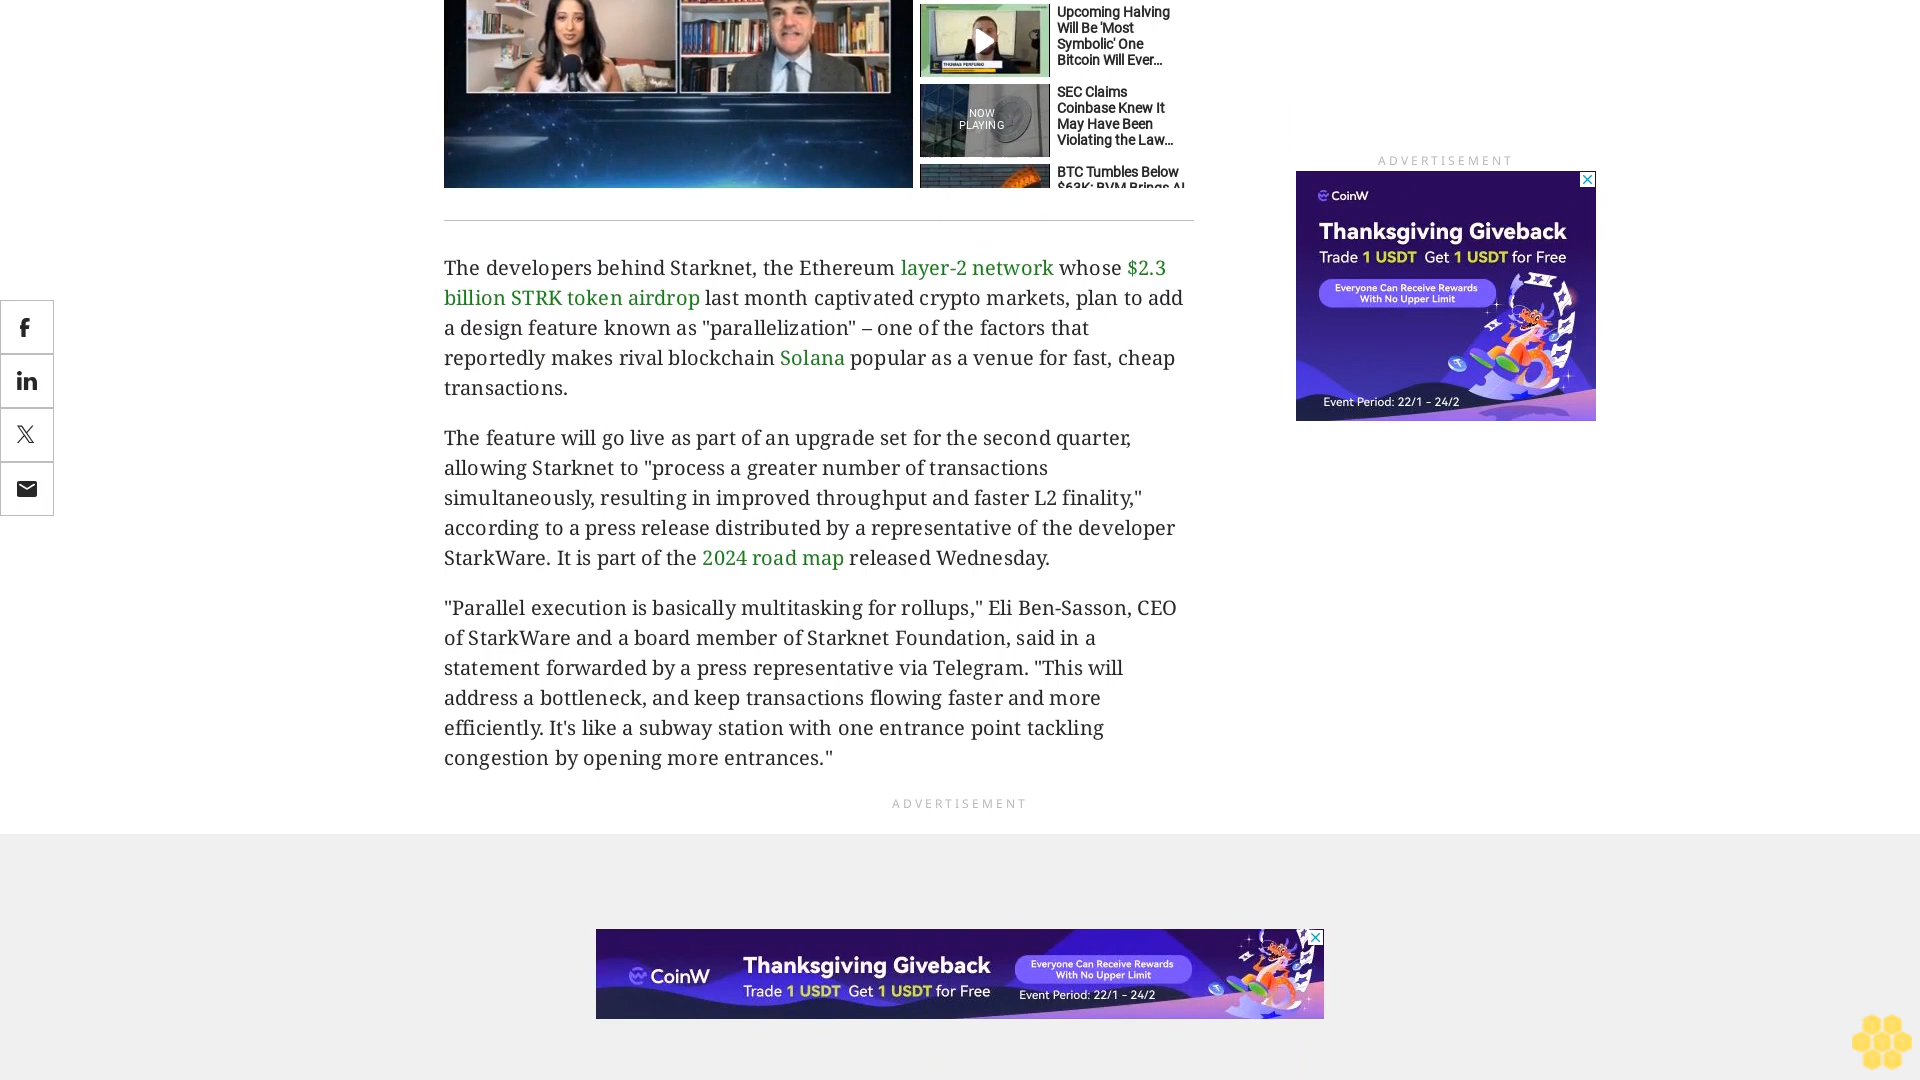 Upcoming Halving
Will Be 'Most
Symbolic' One
Bitcoin Will Ever...
THOMAS PERFUMO
NOW
PLAYING
SEC Claims
Coinbase Knew It
May Have Been
Violating the Law...
BTC Tumbles Below
$63K; BVM Brings AI
The developers behind Starknet, the Ethereum layer-2 network whose $2.3
billion STRK token airdrop last month captivated crypto markets, plan to add
a design feature known as "parallelization" – one of the factors that
reportedly makes rival blockchain Solana popular as a venue for fast, cheap
transactions.
The feature will go live as part of an upgrade set for the second quarter,
allowing Starknet to "process a greater number of transactions
simultaneously, resulting in improved throughput and faster L2 finality,"
according to a press release distributed by a representative of the developer
StarkWare. It is part of the 2024 road map released Wednesday.
"Parallel execution is basically multitasking for rollups," Eli Ben-Sasson, CEO
of StarkWare and a board member of Starknet Foundation, said in a
statement forwarded by a press representative via Telegram. "This will
address a bottleneck, and keep transactions flowing faster and more
efficiently. It's like a subway station with one entrance point tackling
congestion by opening more entrances."
ADVERTISEMENT
CoinW
Thanksgiving Giveback
Trade 1 USDT Get 1 USDT for Free
Everyone Can Receive Rewards
With No Upper Limit
Event Period: 22/1 - 24/2
ADVERTISEMENT
CoinW
Thanksgiving Giveback
Trade 1 USDT Get 1 USDT for Free
Everyone Can Receive Rewards
With No Upper Limit
Event Period: 22/1 - 24/2